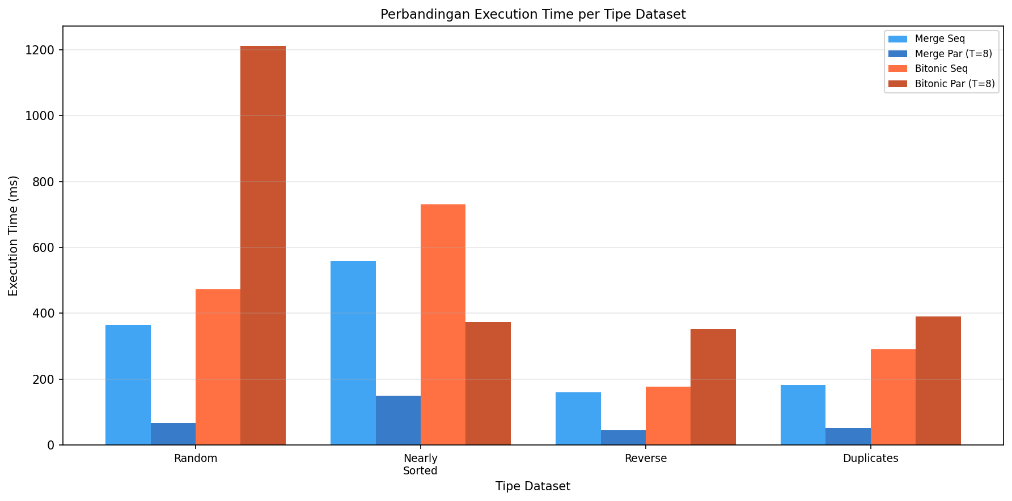 Perbandingan Execution Time per Tipe Dataset
Merge Seq
Merge Par (T=8)
Bitonic Seq
Bitonic Par (T=8)
Execution Time (ms)
1200
1000
800
600
400
200
0
Random
Nearly
Sorted
Reverse
Duplicates
Tipe Dataset